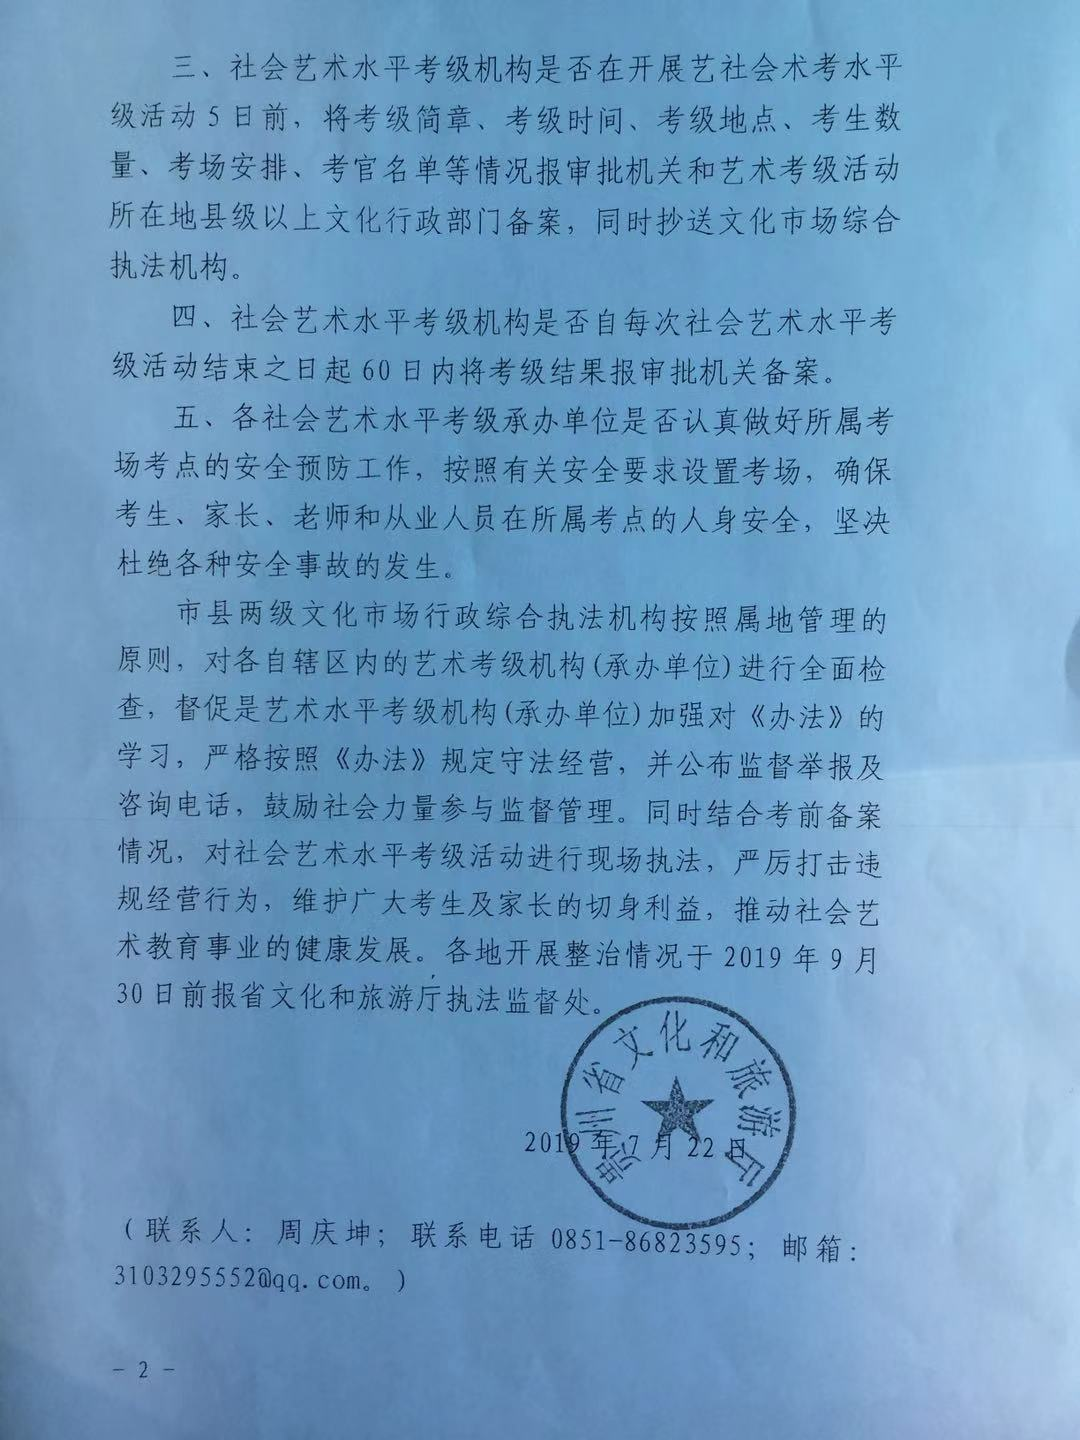 三、社会艺术水平考级机构是否在开展艺社会术考水平
级活动5日前，将考级简章、考级时间、考级地点、考生数
量、考场安排、考官名单等情况报审批机关和艺术考级活动
所在地县级以上文化行政部门备案，同时抄送文化市场综合
执法机构。
四、社会艺术水平考级机构是否自每次社会艺术水平考
级活动结束之日起60日内将考级结果报审批机关备案。
五、各社会艺术水平考级承办单位是否认真做好所属考
场考点的安全预防工作，按照有关安全要求设置考场，确保
考生、家长、老师和从业人员在所属考点的人身安全，坚决
杜绝各种安全事故的发生。
市县两级文化市场行政综合执法机构按照属地管理的
原则，对各自辖区内的艺术考级机构(承办单位)进行全面检
查，督促是艺术水平考级机构(承办单位)加强对《办法》的
学习，严格按照《办法》规定守法经营，并公布监督举报及
咨询电话，鼓励社会力量参与监督管理。同时结合考前备案
情况，对社会艺术水平考级活动进行现场执法，严厉打击违
规经营行为，维护广大考生及家长的切身利益，推动社会艺
术教育事业的健康发展。各地开展整治情况于2019年9月
30日前报省文化和旅游厅执法监督处。
贵州省文化和旅游厅
2019年7月22日
（联系人：周庆坤；联系电话0851-86823595；邮箱：
3103295552@qq.com。）
- 2 -